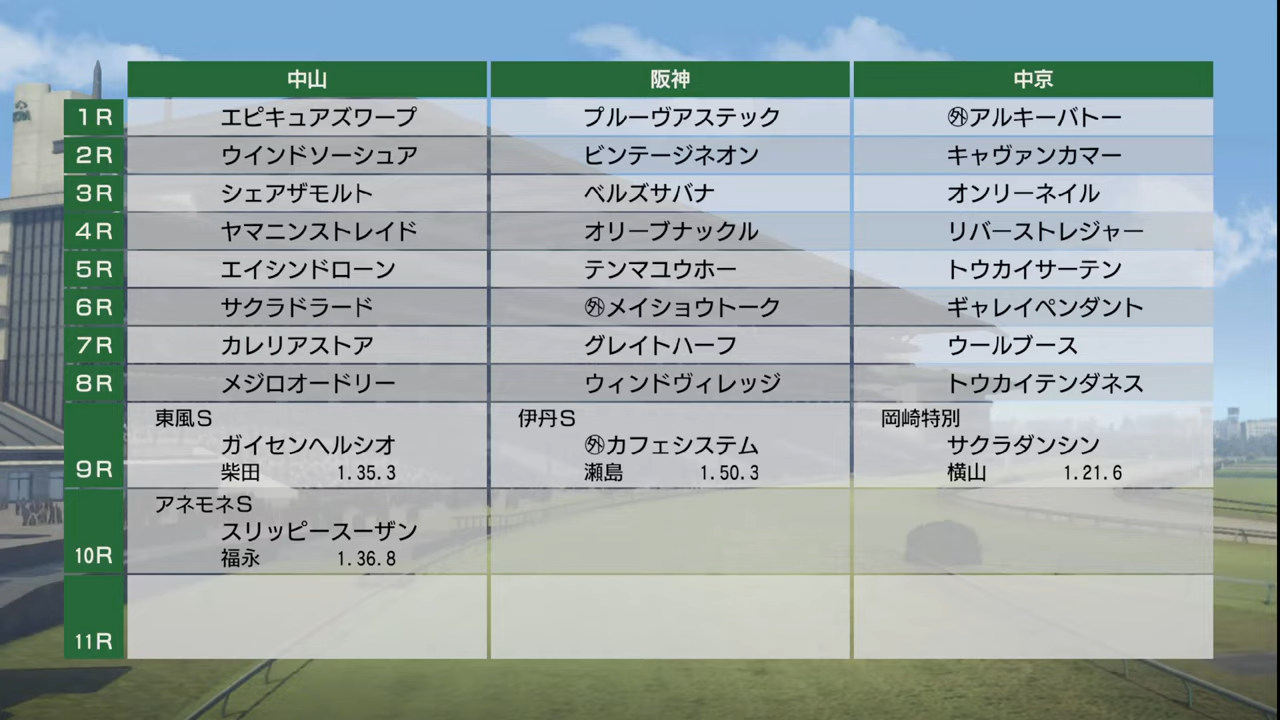 中山 阪神 中京
1R エピキュアズワープ プルーヴアステック ㊕アルキーバトー
2R ウインドソーシュア ビンテージネオン キャヴァンカマー
3R シェアザモルト ベルズサバナ オンリーネイル
4R ヤマニンストレイド オリーブナックル リバーストレジャー
5R エイシンドローン テンマユウホー トウカイサーテン
6R サクラドラード 外メイショウトーク ギャレイペンダント
7R カレリアストア グレイトハーフ ウールブース
8R メジロオードリー ウィンドヴィレッジ トウカイテンダネス
東風S 伊丹S 岡崎特別
ガイセンヘルシオ 外カフェシステム サクラダンシン
9R 柴田 1.35.3 瀬島 1.50.3 横山 1.21.6
アネモネS
スリッピースーザン
10R 福永 1.36.8
11R